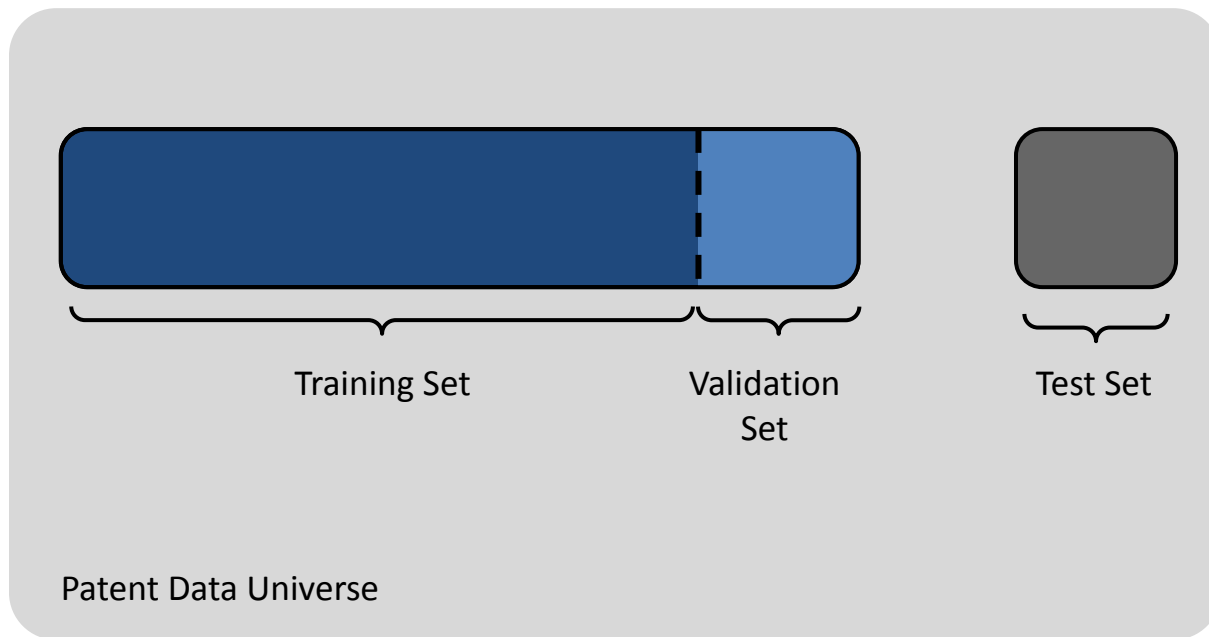 Training Set
Validation
Set
Test Set
Patent Data Universe